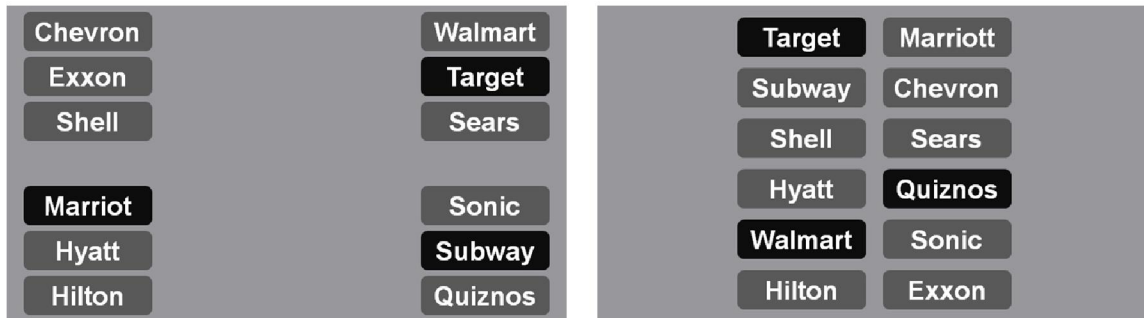 Chevron
Exxon
Shell
Marriot
Hyatt
Hilton
Walmart
Target
Sears
Sonic
Subway
Quiznos
Target Marriott
Subway Chevron
Shell Sears
Hyatt Quiznos
Walmart Sonic
Hilton Exxon